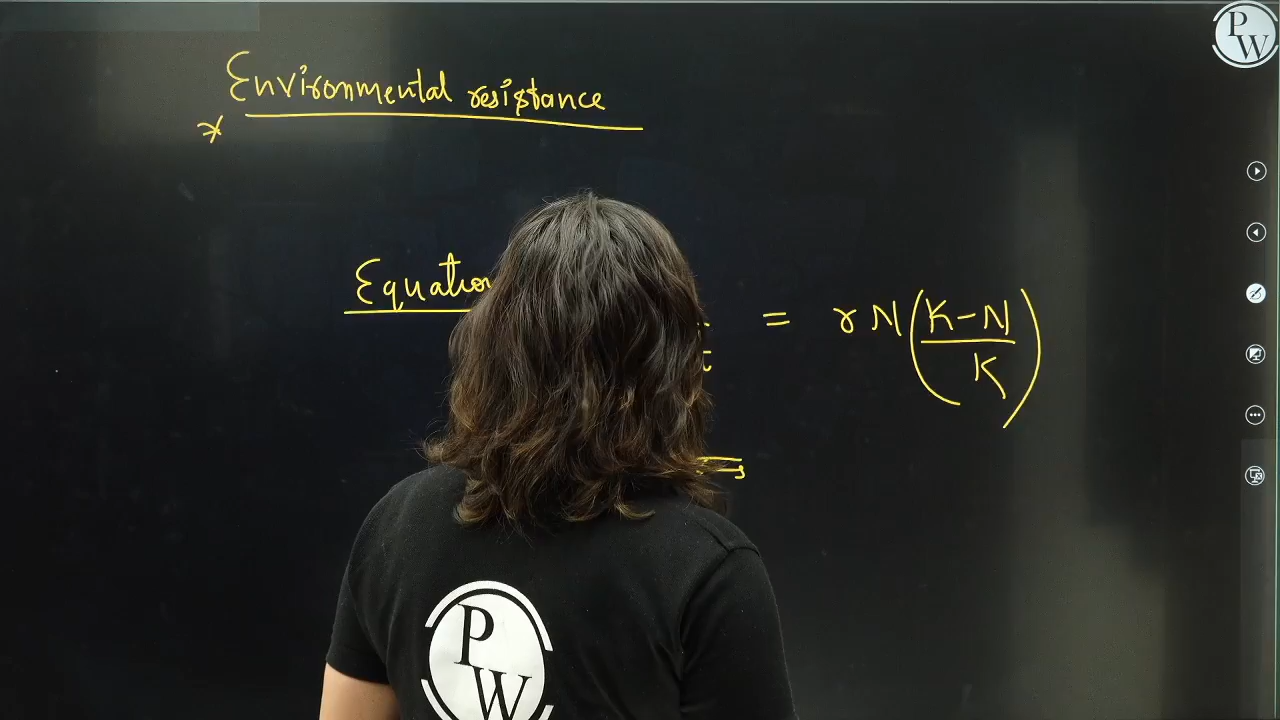 PW
Environmental resistance
*
Equation
= rN(K-N/K)
PW